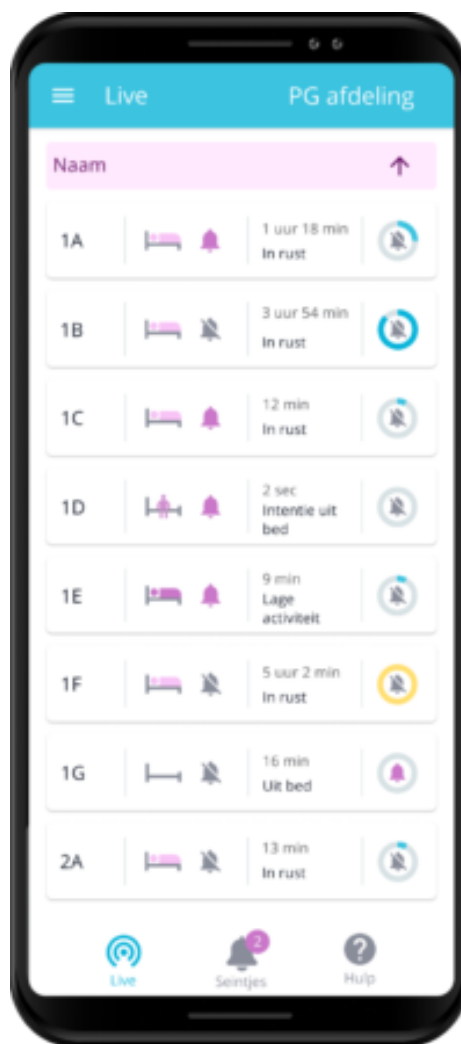 Live PG afdeling
Naam
1A 1 uur 18 min
In rust
1B 3 uur 54 min
In rust
1C 12 min
In rust
1D 2 sec
Intentie uit
bed
1E 9 min
Lage
activiteit
1F 5 uur 2 min
In rust
1G 16 min
Uit bed
2A 13 min
In rust
2
Live Seintjes Hulp